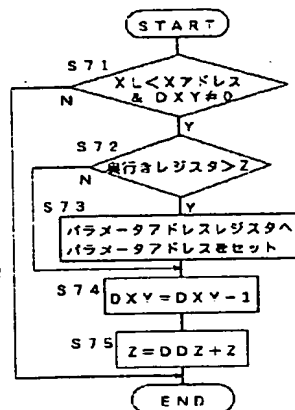 START
S71
XL<Xアドレス
& DXY≠0
N
Y
S72
奥行きレジスタ>Z
N
Y
S73
パラメータアドレスレジスタへ
パラメータアドレスをセット
S74
DXY=DXY-1
S75
Z=DDZ+Z
END